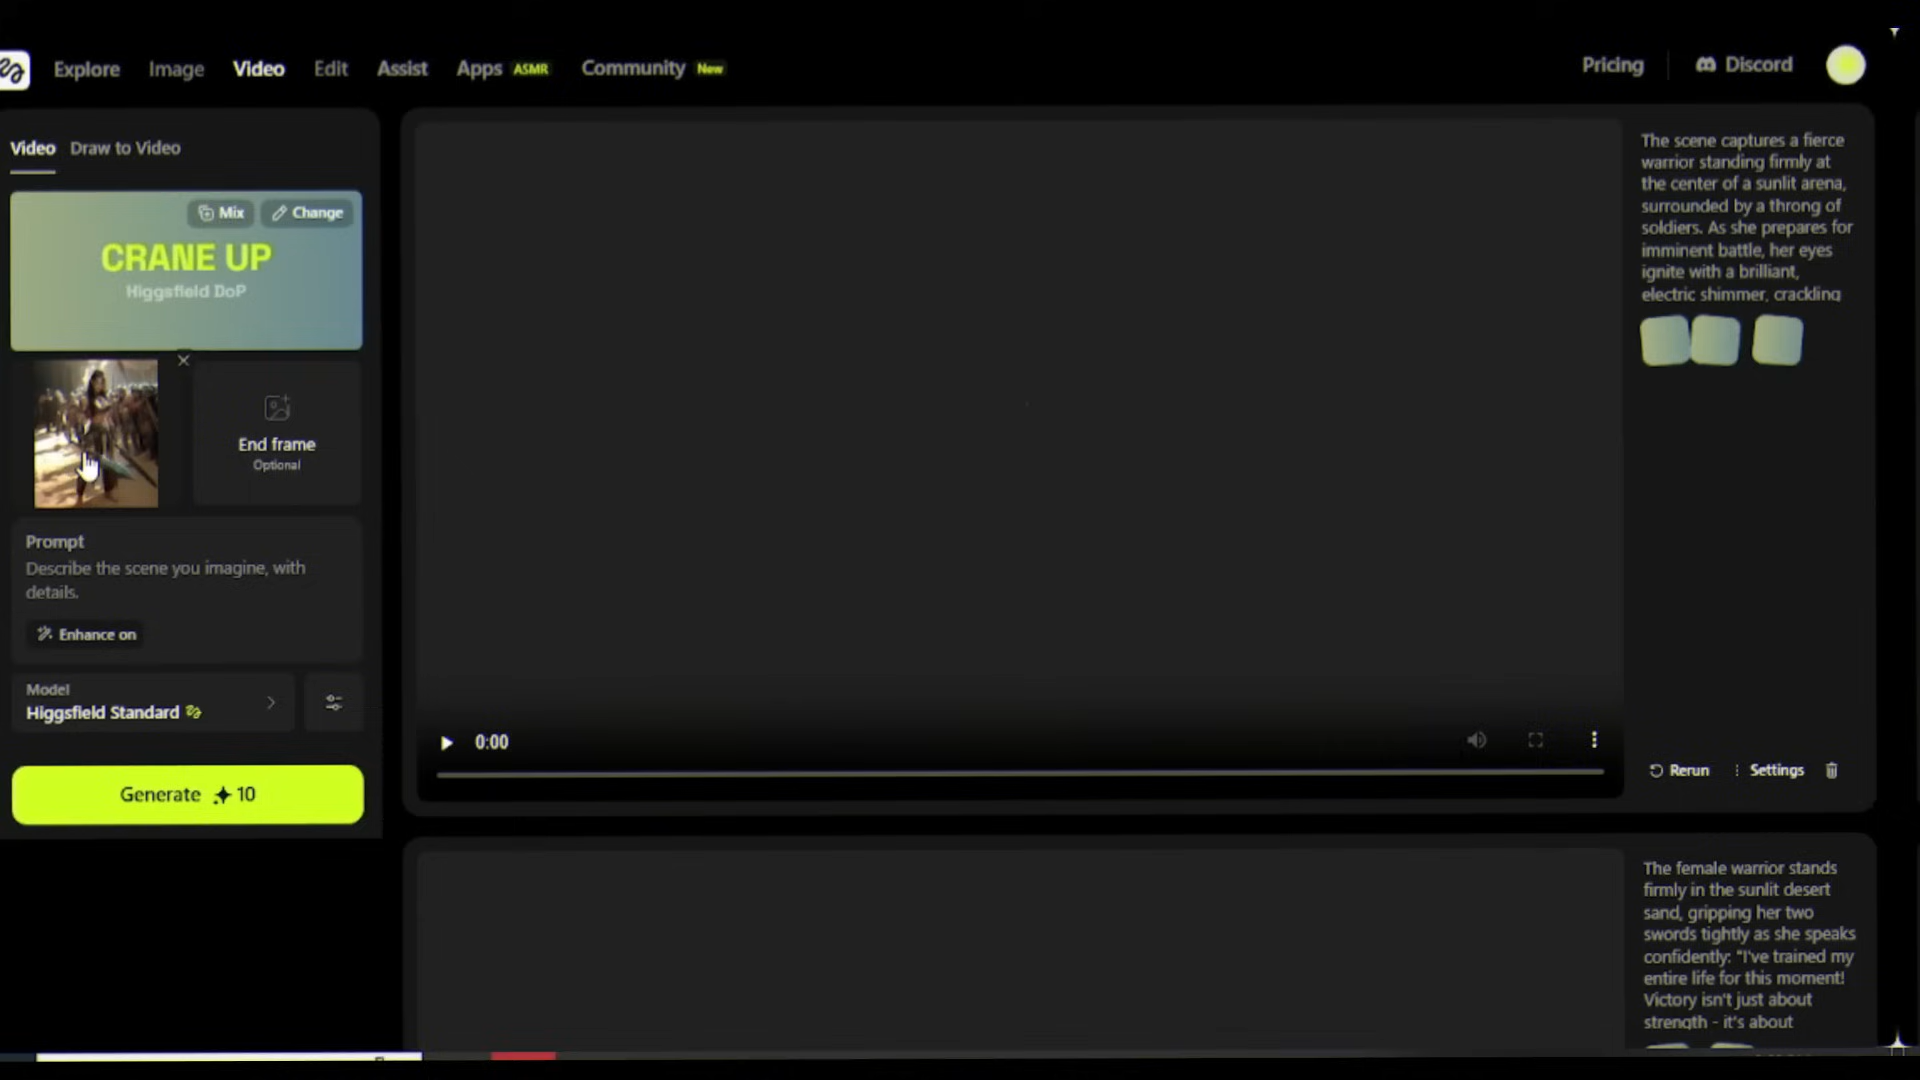 Explore Image Video Edit Assist Apps ASMR Community New
Pricing Discord
Video Draw to Video
Mix Change
CRANE UP
Higgsfield DoP
End frame
Optional
Prompt
Describe the scene you imagine, with
details.
Enhance on
Model
Higgsfield Standard
Generate 10
0:00
The scene captures a fierce
warrior standing firmly at
the center of a sunlit arena,
surrounded by a throng of
soldiers. As she prepares for
imminent battle, her eyes
ignite with a brilliant,
electric shimmer, crackling
Rerun Settings
The female warrior stands
firmly in the sunlit desert
sand, gripping her two
swords tightly as she speaks
confidently: "I've trained my
entire life for this moment!
Victory isn't just about
strength - it's about